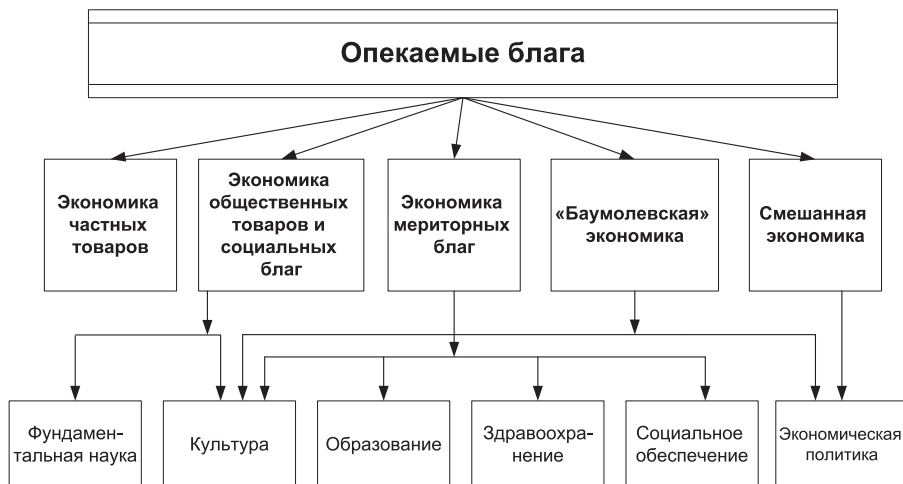 Опекаемые блага
Экономика
частных
товаров
Экономика
общественных
товаров и
социальных
благ
Экономика
мериторных
благ
«Баумолевская»
экономика
Смешанная
экономика
Фундамен-
тальная наука
Культура
Образование
Здравоохра-
нение
Социальное
обеспечение
Экономическая
политика